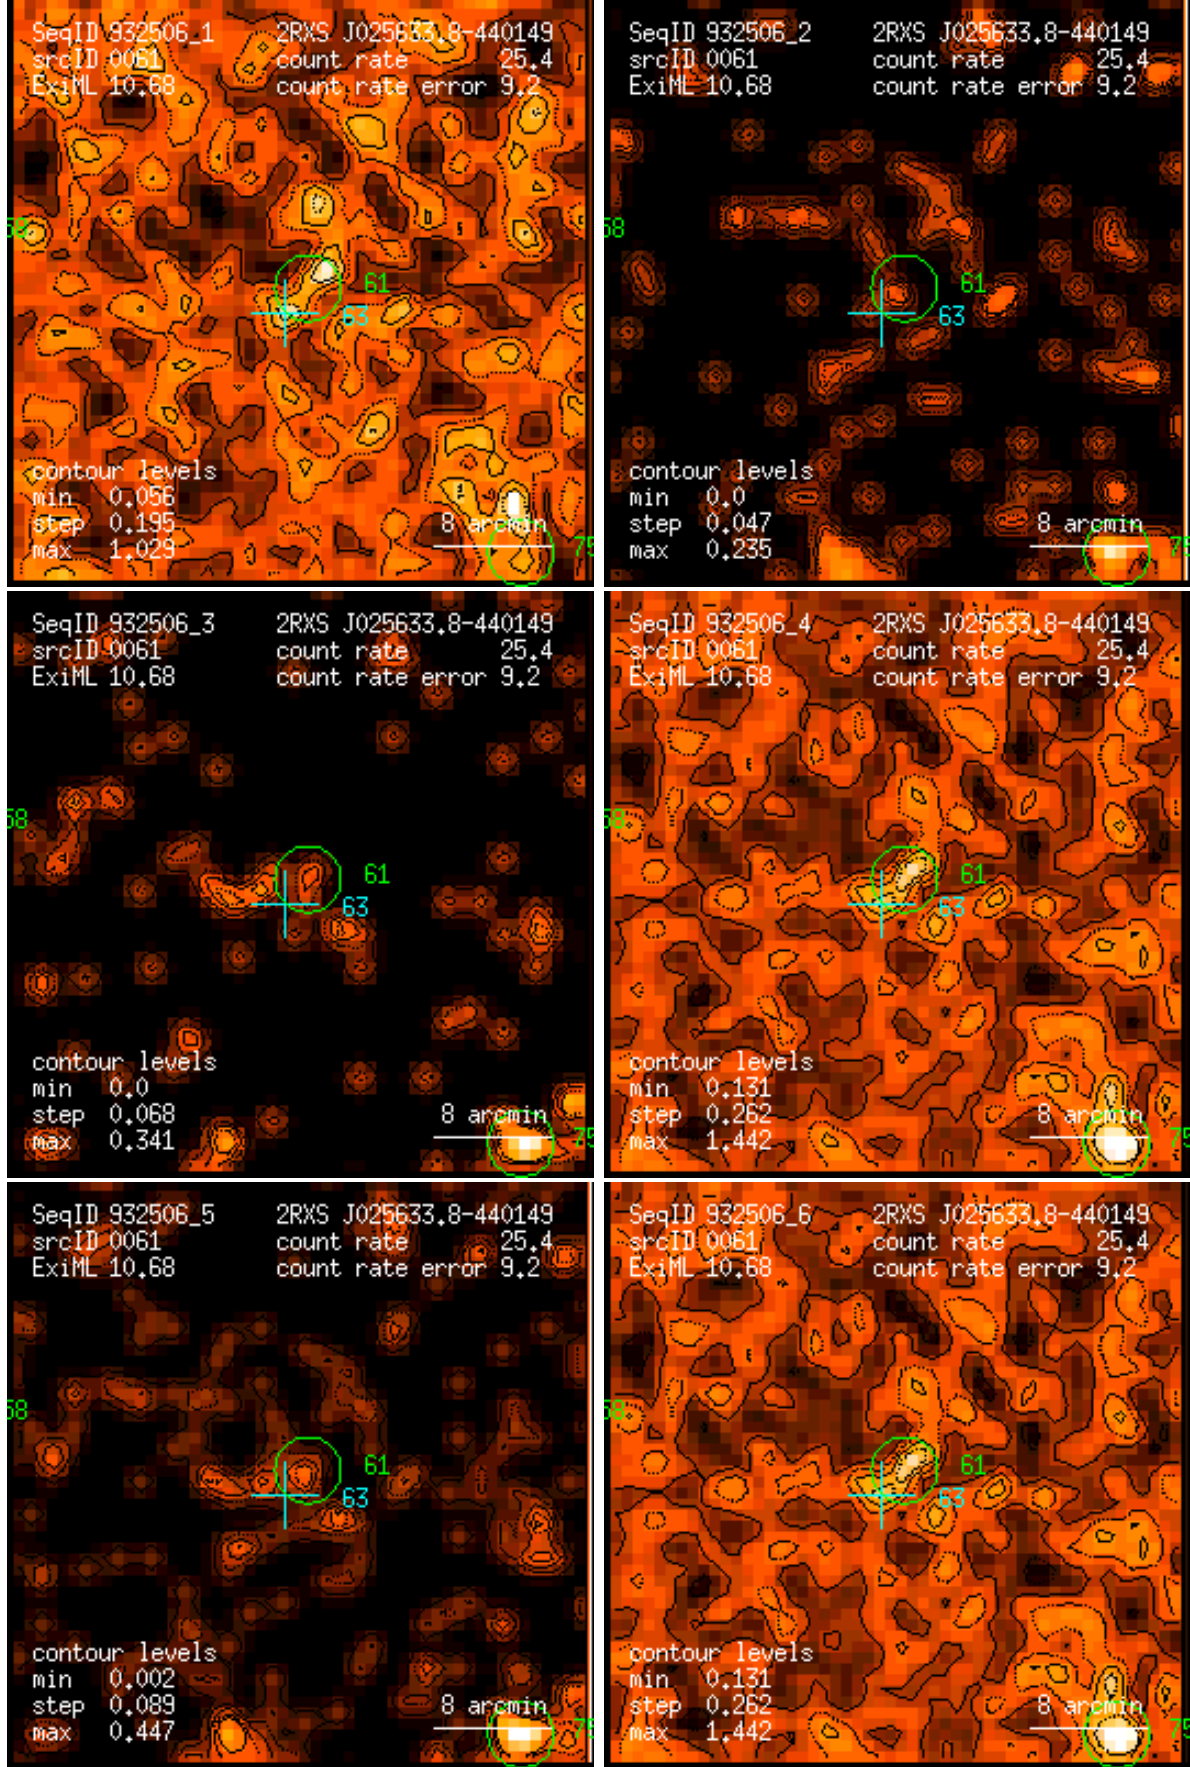 SeqID 932506_1 2RXS J025633.8-440149
srcID 0061 count rate 25.4
ExiML 10.68 count rate error 9.2
58
61
63
contour levels
min 0.056
step 0.195 8 arcmin
max 1.029 75
SeqID 932506_2 2RXS J025633.8-440149
srcID 0061 count rate 25.4
ExiML 10.68 count rate error 9.2
58
61
63
contour levels
min 0.0
step 0.047 8 arcmin
max 0.235 75
SeqID 932506_3 2RXS J025633.8-440149
srcID 0061 count rate 25.4
ExiML 10.68 count rate error 9.2
58
61
63
contour levels
min 0.0
step 0.068 8 arcmin
max 0.341 75
SeqID 932506_4 2RXS J025633.8-440149
srcID 0061 count rate 25.4
ExiML 10.68 count rate error 9.2
58
61
63
contour levels
min 0.131
step 0.262 8 arcmin
max 1.442 75
SeqID 932506_5 2RXS J025633.8-440149
srcID 0061 count rate 25.4
ExiML 10.68 count rate error 9.2
58
61
63
contour levels
min 0.002
step 0.089 8 arcmin
max 0.447 75
SeqID 932506_6 2RXS J025633.8-440149
srcID 0061 count rate 25.4
ExiML 10.68 count rate error 9.2
58
61
63
contour levels
min 0.131
step 0.262 8 arcmin
max 1.442 75